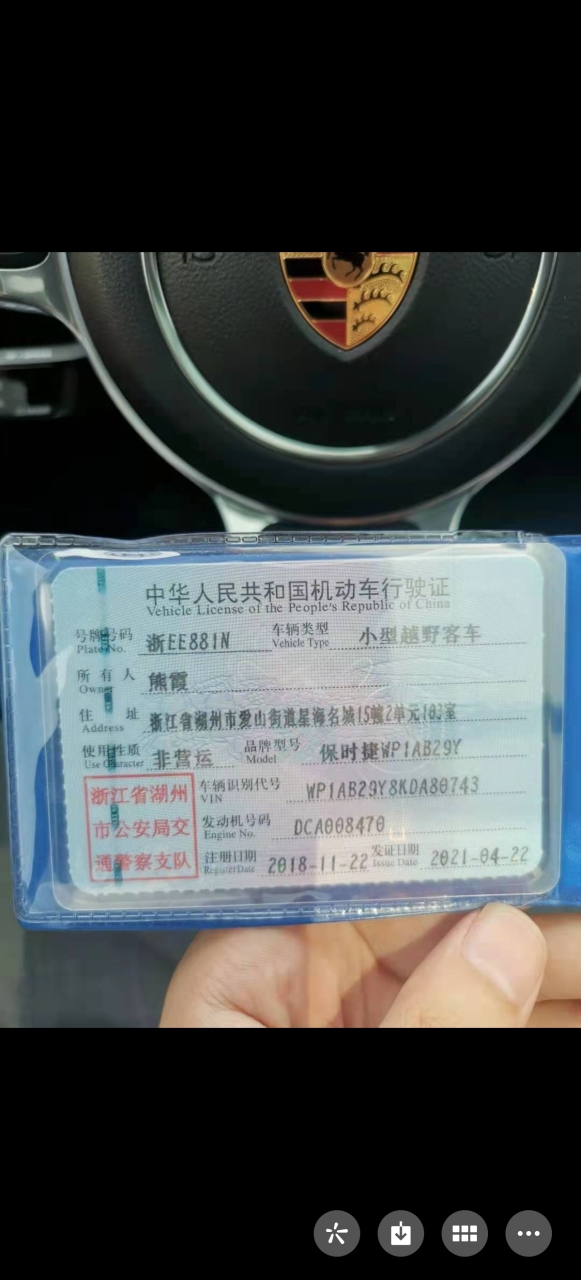 中华人民共和国机动车行驶证
Vehicle License of the People's Republic of China
号牌号码 浙EE881N 车辆类型 小型越野客车
Plate No. Vehicle Type
所有人 熊霞
Owner
住址 浙江省湖州市爱山街道星海名城15幢2单元103室
Address
使用性质 非营运 品牌型号 保时捷WP1AB29Y
Use Character Model
浙江省湖州
市公安局交
通警察支队
车辆识别代号 WP1AB29Y8KDA80743
VIN
发动机号码 DCA008470
Engine No.
注册日期 2018-11-22 发证日期 2021-04-22
Register Date Issue Date